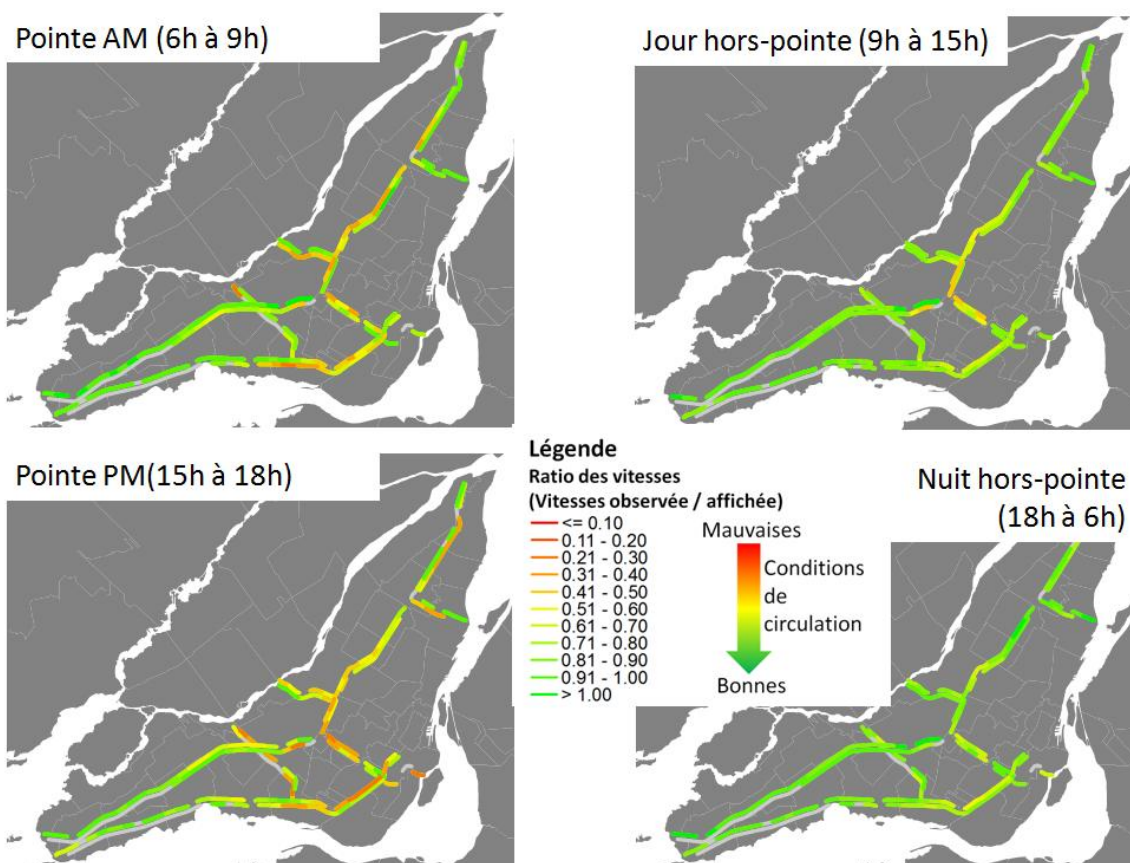 Pointe AM (6h à 9h)
Jour hors-pointe (9h à 15h)
Pointe PM(15h à 18h)
Légende
Ratio des vitesses
(Vitesses observée / affichée)
<= 0.10
0.11 - 0.20
0.21 - 0.30
0.31 - 0.40
0.41 - 0.50
0.51 - 0.60
0.61 - 0.70
0.71 - 0.80
0.81 - 0.90
0.91 - 1.00
> 1.00
Mauvaises
Conditions
de
circulation
Bonnes
Nuit hors-pointe
(18h à 6h)